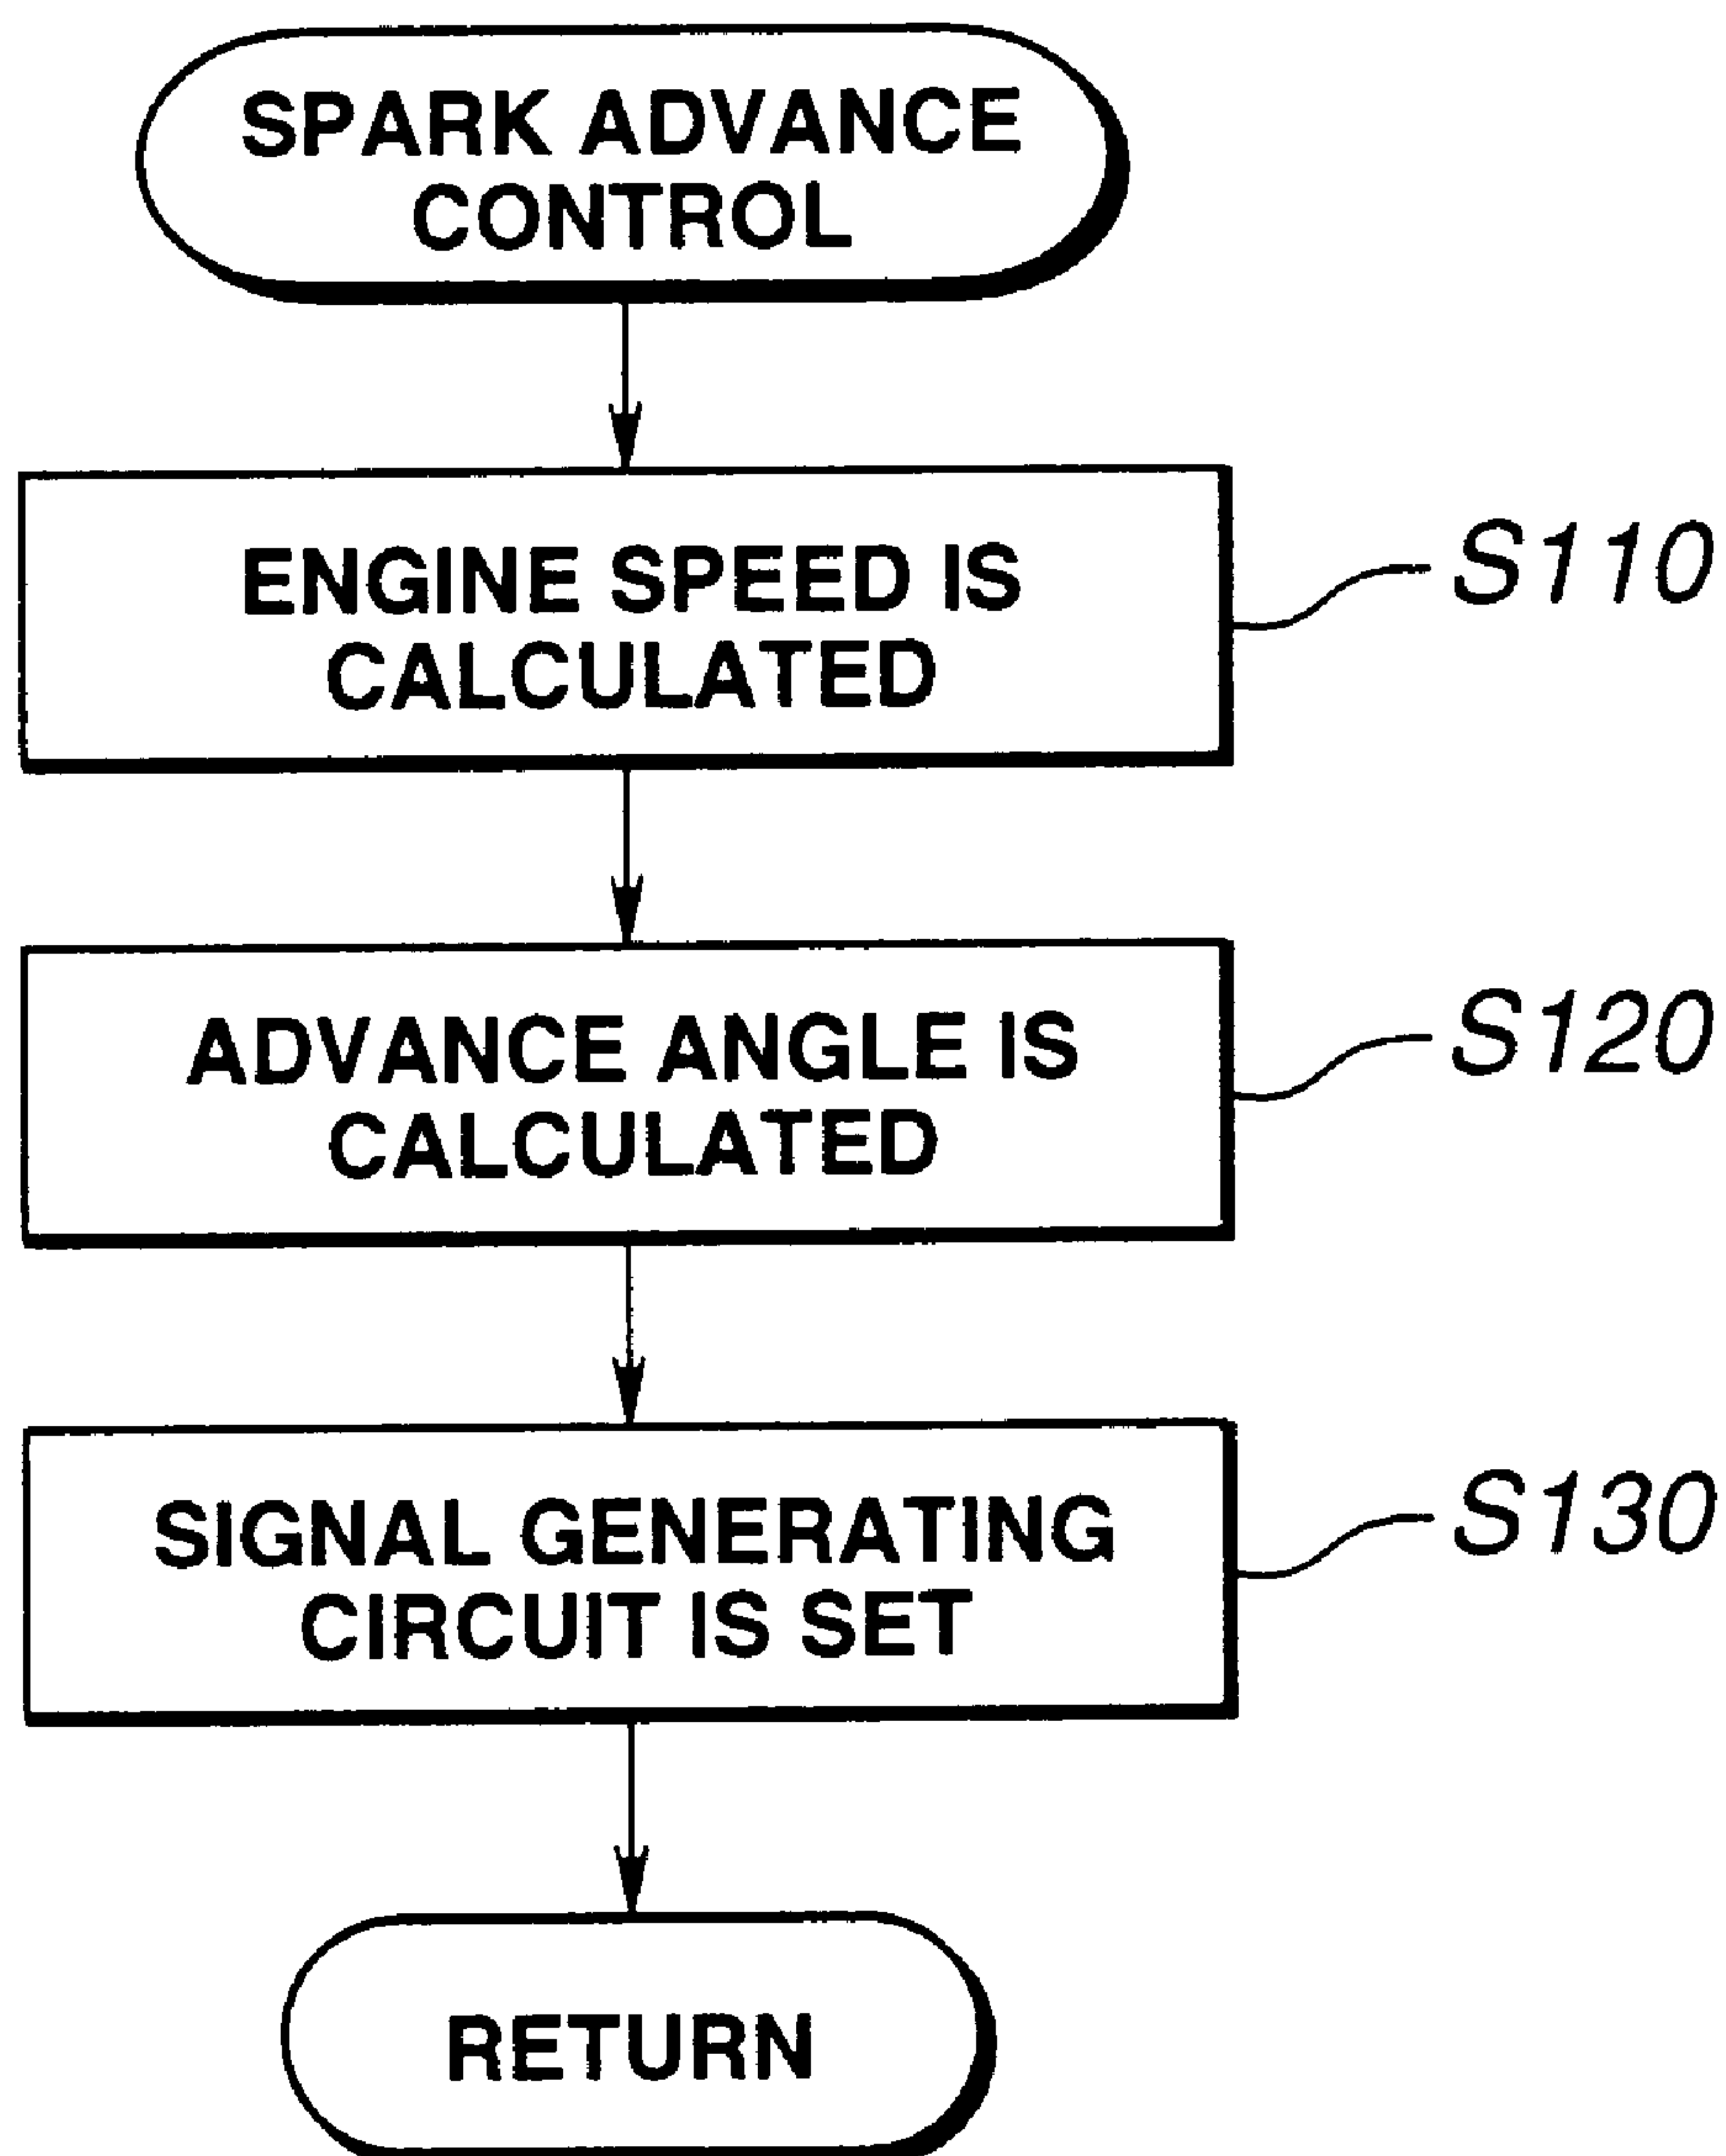 SPARK ADVANCE
CONTROL
ENGINE SPEED IS
CALCULATED
S110
ADVANCE ANGLE IS
CALCULATED
S120
SIGNAL GENERATING
CIRCUIT IS SET
S130
RETURN